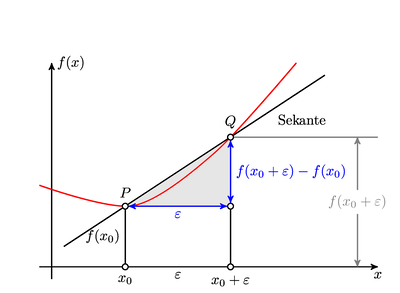 f(x)
Q
Sekante
P
f(x₀ + ε) − f(x₀)
f(x₀ + ε)
ε
f(x₀)
x₀
ε
x₀ + ε
x